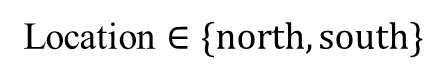 Location ∈ {north, south}